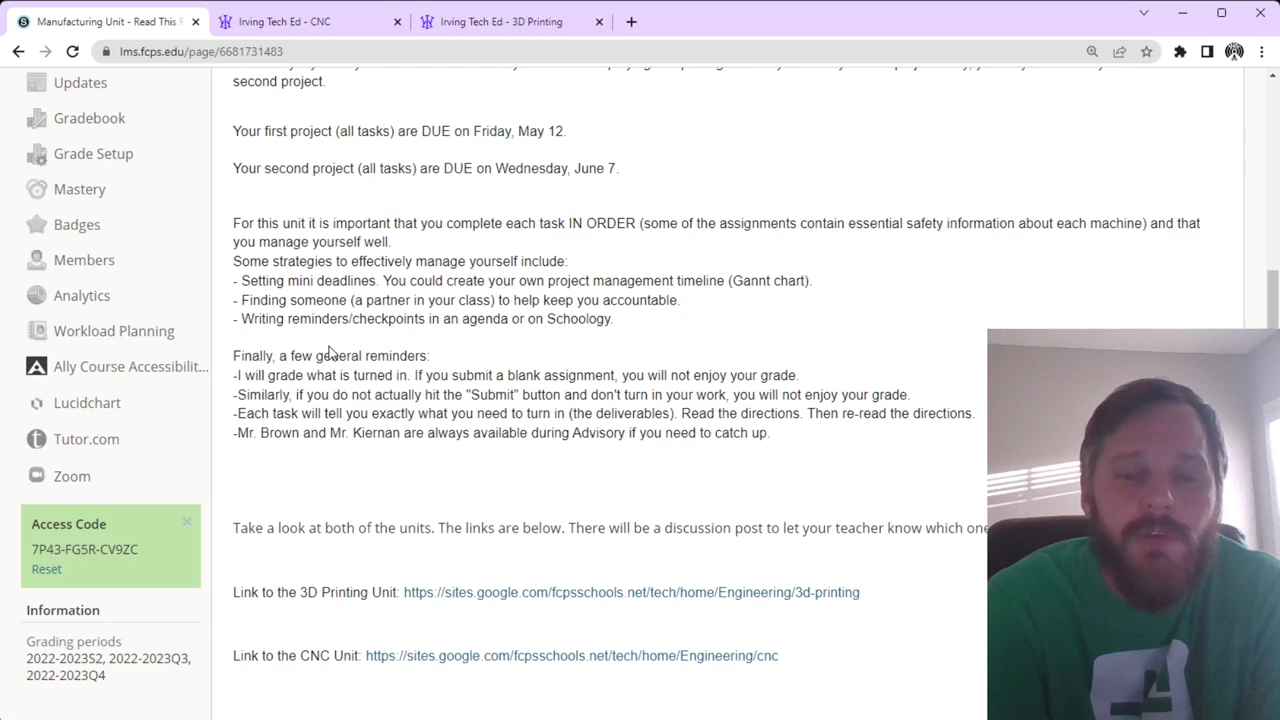 Manufacturing Unit - Read This F
Irving Tech Ed - CNC
Irving Tech Ed - 3D Printing
lms.fcps.edu/page/6681731483
Updates
Gradebook
Grade Setup
Mastery
Badges
Members
Analytics
Workload Planning
Ally Course Accessibilit...
Lucidchart
Tutor.com
Zoom
Access Code
7P43-FG5R-CV9ZC
Reset
Information
Grading periods
2022-2023S2, 2022-2023Q3,
2022-2023Q4
second project.
Your first project (all tasks) are DUE on Friday, May 12.
Your second project (all tasks) are DUE on Wednesday, June 7.
For this unit it is important that you complete each task IN ORDER (some of the assignments contain essential safety information about each machine) and that
you manage yourself well.
Some strategies to effectively manage yourself include:
- Setting mini deadlines. You could create your own project management timeline (Gannt chart).
- Finding someone (a partner in your class) to help keep you accountable.
- Writing reminders/checkpoints in an agenda or on Schoology.
Finally, a few general reminders:
-I will grade what is turned in. If you submit a blank assignment, you will not enjoy your grade.
-Similarly, if you do not actually hit the "Submit" button and don't turn in your work, you will not enjoy your grade.
-Each task will tell you exactly what you need to turn in (the deliverables). Read the directions. Then re-read the directions.
-Mr. Brown and Mr. Kiernan are always available during Advisory if you need to catch up.
Take a look at both of the units. The links are below. There will be a discussion post to let your teacher know which one
Link to the 3D Printing Unit: https://sites.google.com/fcpsschools.net/tech/home/Engineering/3d-printing
Link to the CNC Unit: https://sites.google.com/fcpsschools.net/tech/home/Engineering/cnc